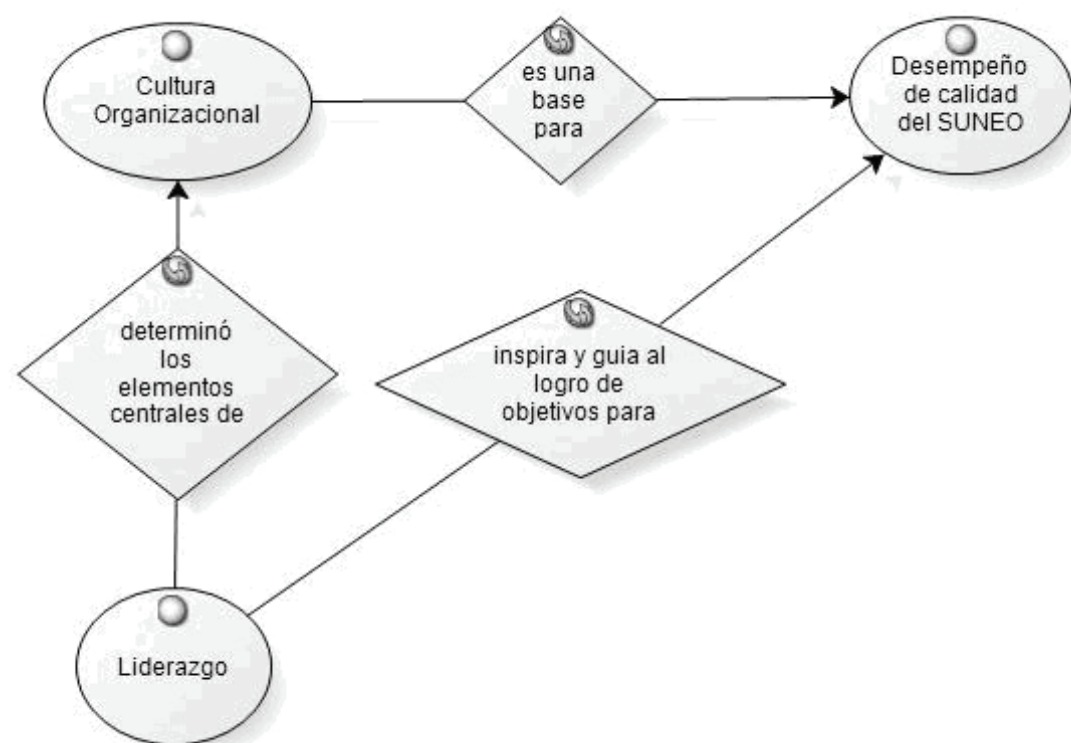 Cultura
Organizacional
es una
base
para
Desempeño
de calidad
del SUNEO
determinó
los
elementos
centrales de
inspira y guia al
logro de
objetivos para
Liderazgo